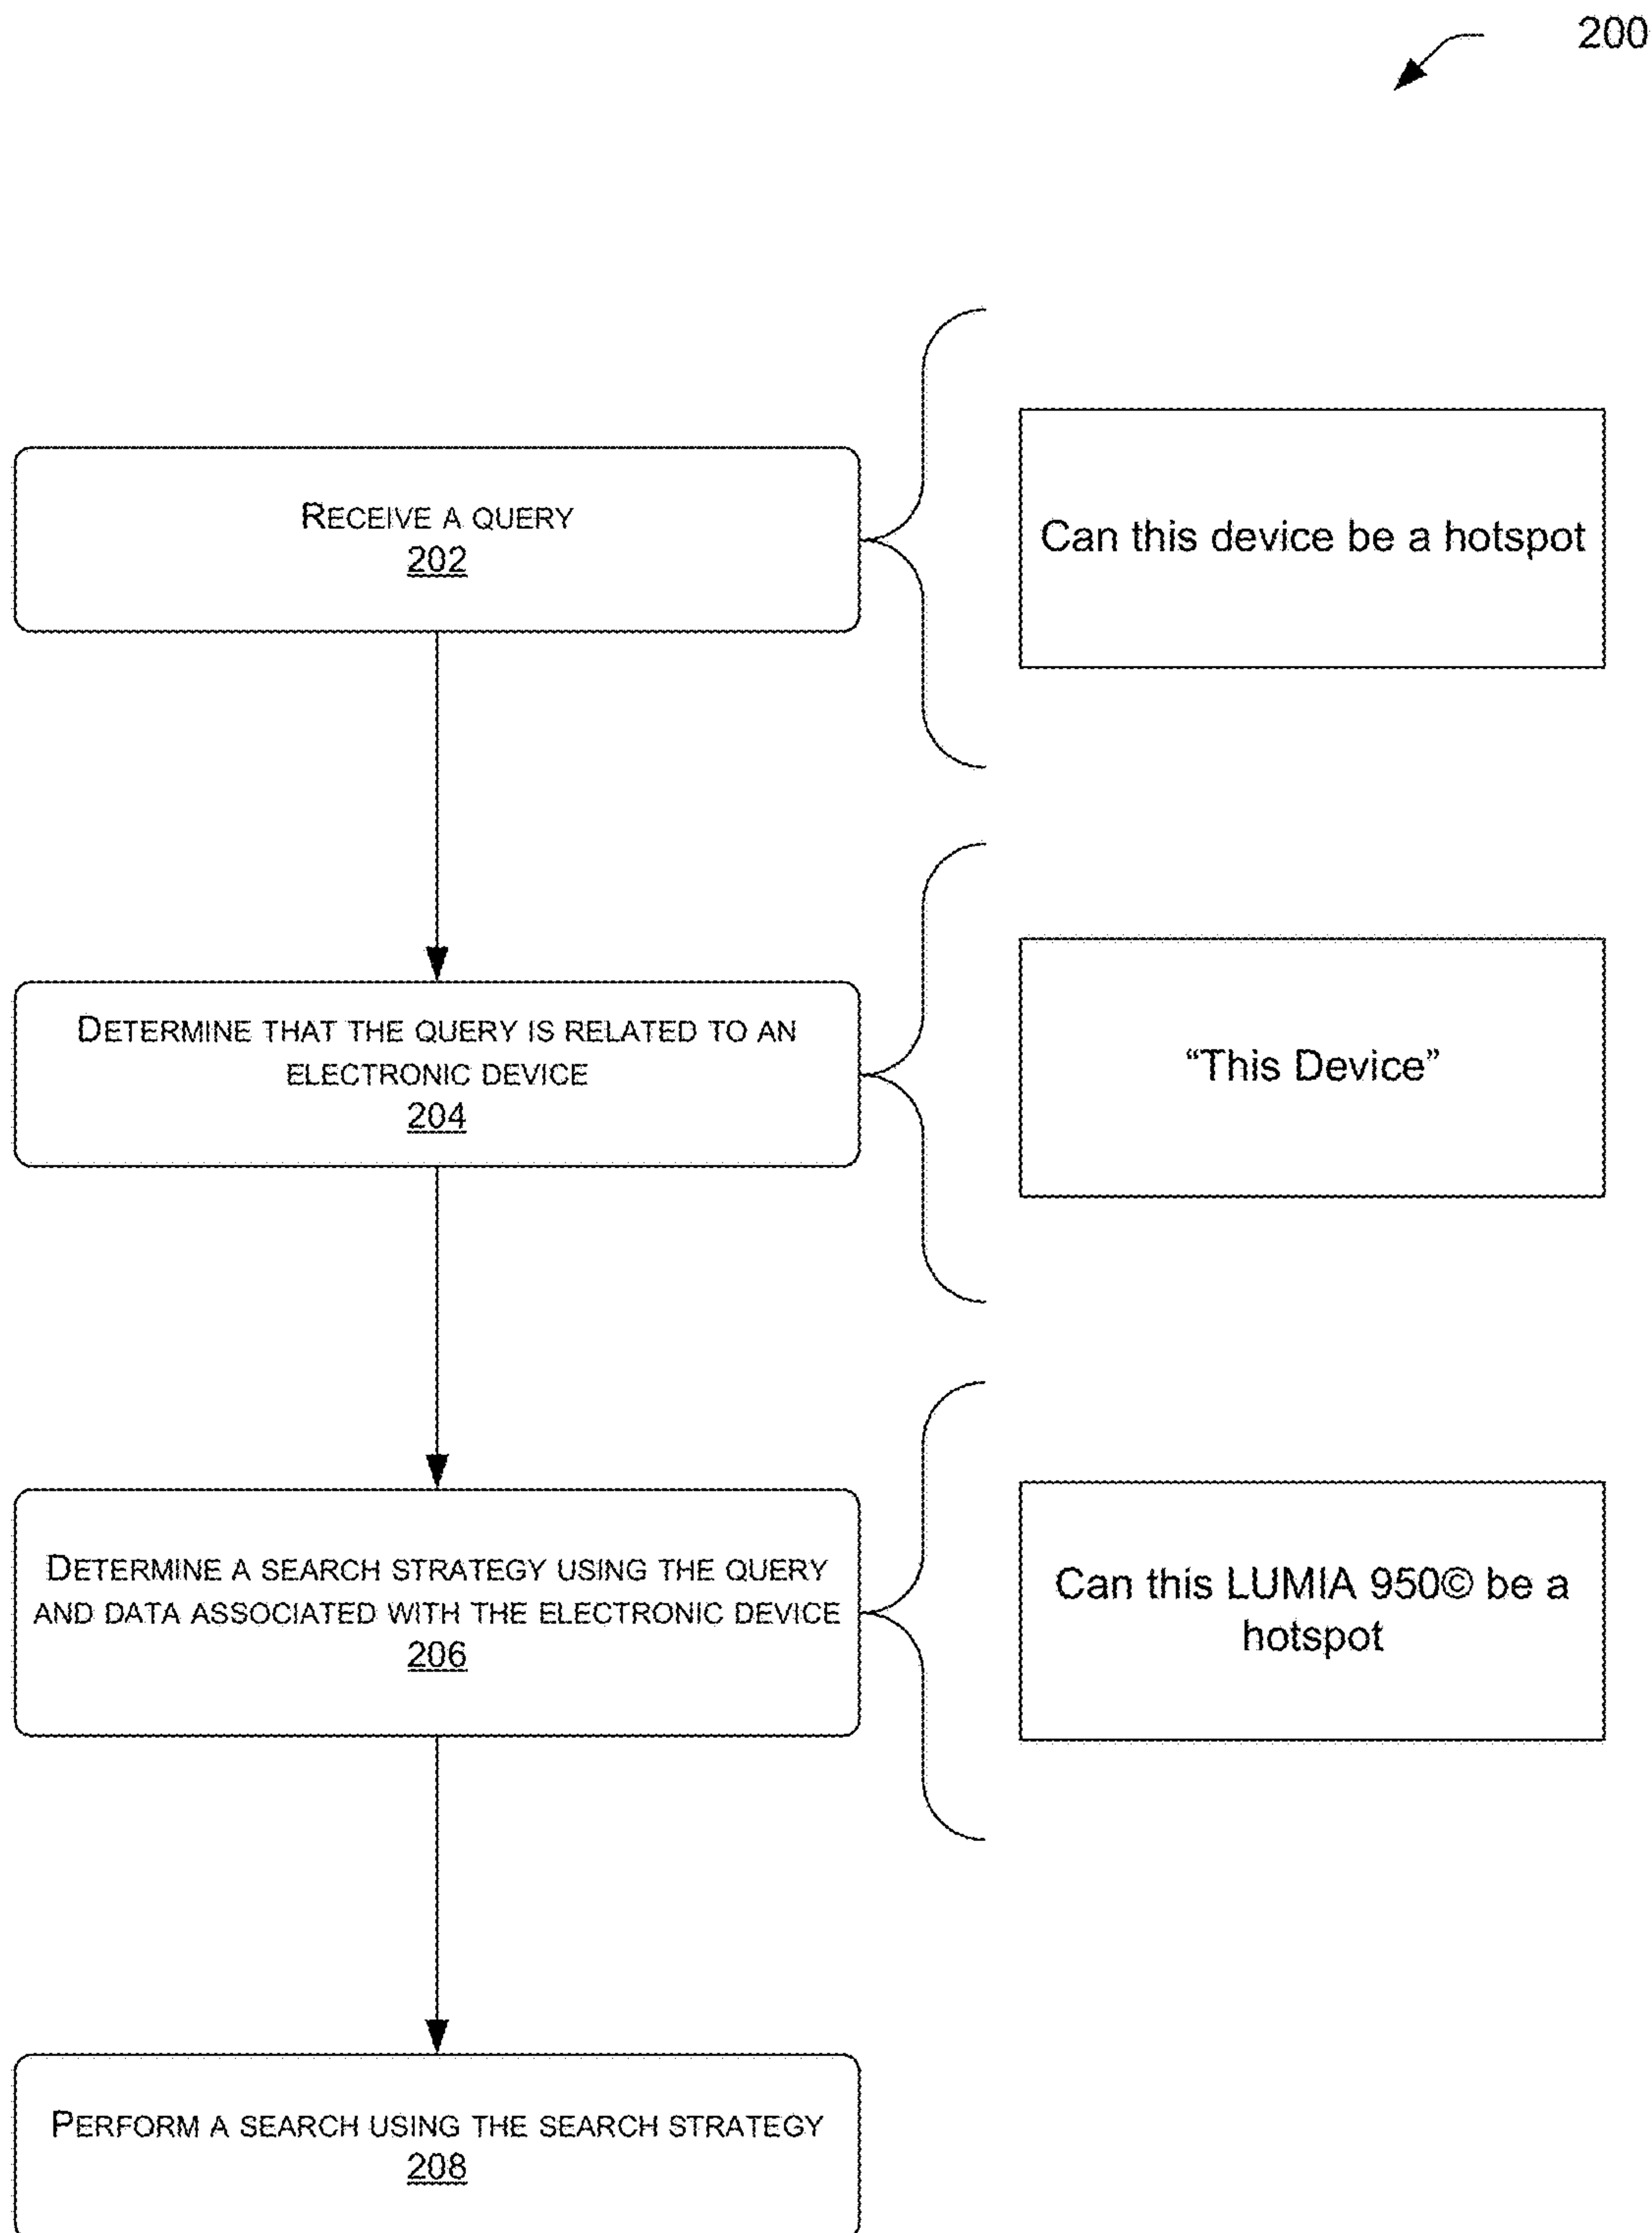 200
RECEIVE A QUERY
202
Can this device be a hotspot
DETERMINE THAT THE QUERY IS RELATED TO AN
ELECTRONIC DEVICE
204
“This Device”
DETERMINE A SEARCH STRATEGY USING THE QUERY
AND DATA ASSOCIATED WITH THE ELECTRONIC DEVICE
206
Can this LUMIA 950© be a
hotspot
PERFORM A SEARCH USING THE SEARCH STRATEGY
208